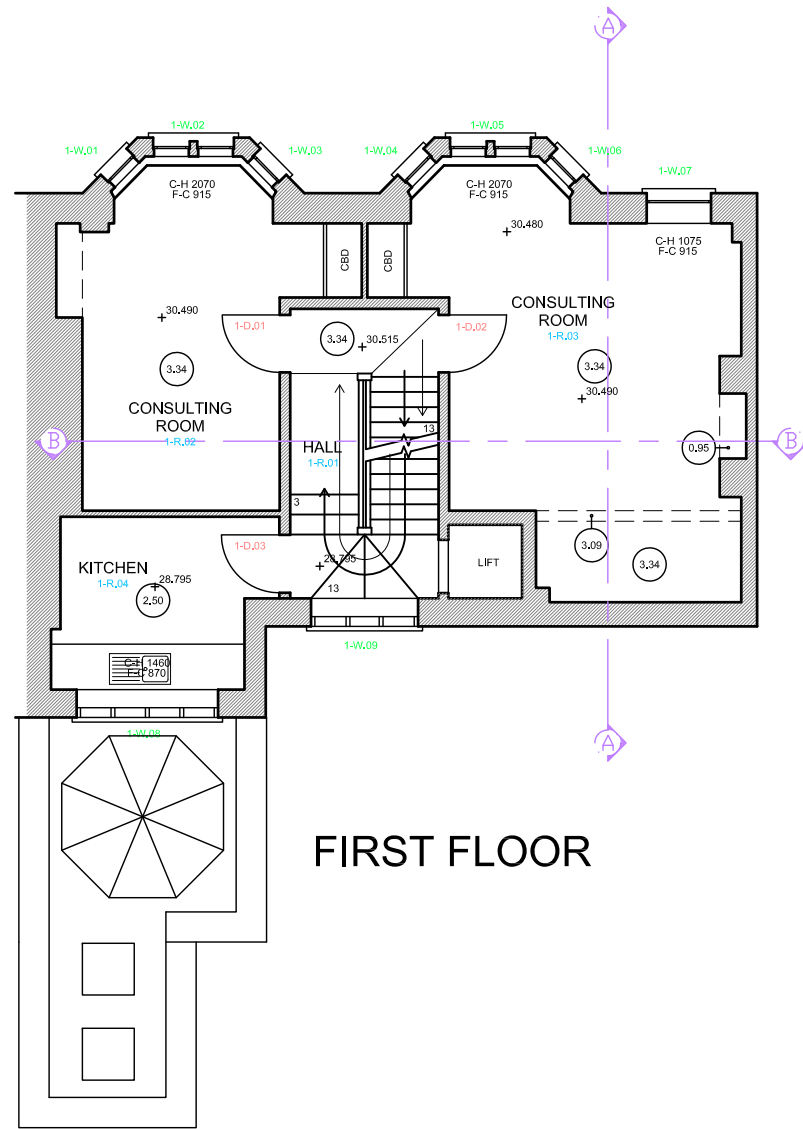 A
1-W.02
1-W.05
1-W.01
1-W.03
1-W.04
1-W.06
1-W.07
C-H 2070
F-C 915
C-H 2070
F-C 915
30.480
C-H 1075
F-C 915
CBD
CBD
30.490
CONSULTING
ROOM
1-R.03
1-D.01
3.34
30.515
1-D.02
3.34
3.34
30.490
CONSULTING
ROOM
1-R.02
B
HALL
1-R.01
13
0.95
B
3
1-D.03
3.09
3.34
KITCHEN
1-R.04
28.795
2.50
28.795
13
LIFT
1-W.09
C-H 1460
F-C 870
1-W.08
A
FIRST FLOOR